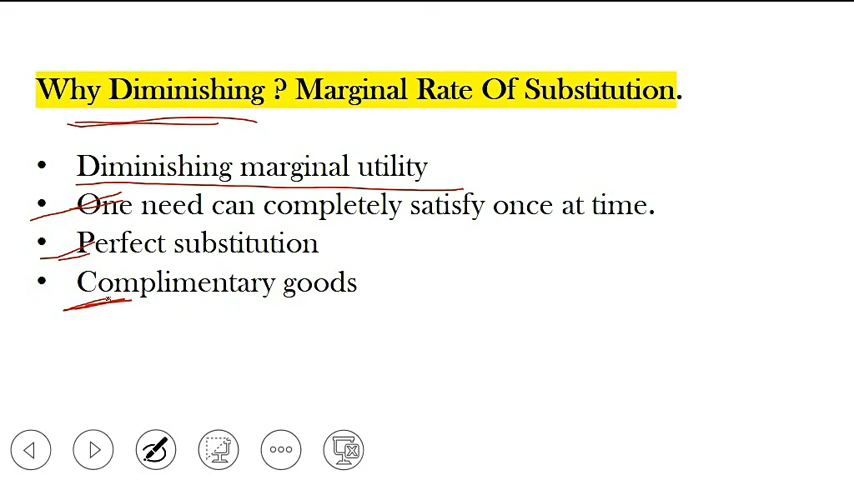 Why Diminishing ? Marginal Rate Of Substitution.
• Diminishing marginal utility
• One need can completely satisfy once at time.
• Perfect substitution
• Complimentary goods